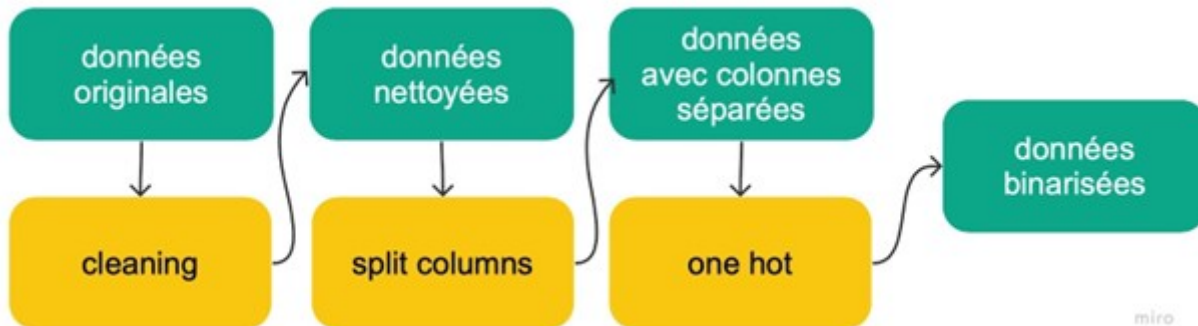 données
originales
données
nettoyées
données
avec colonnes
séparées
données
binarisées
cleaning
split columns
one hot
miro